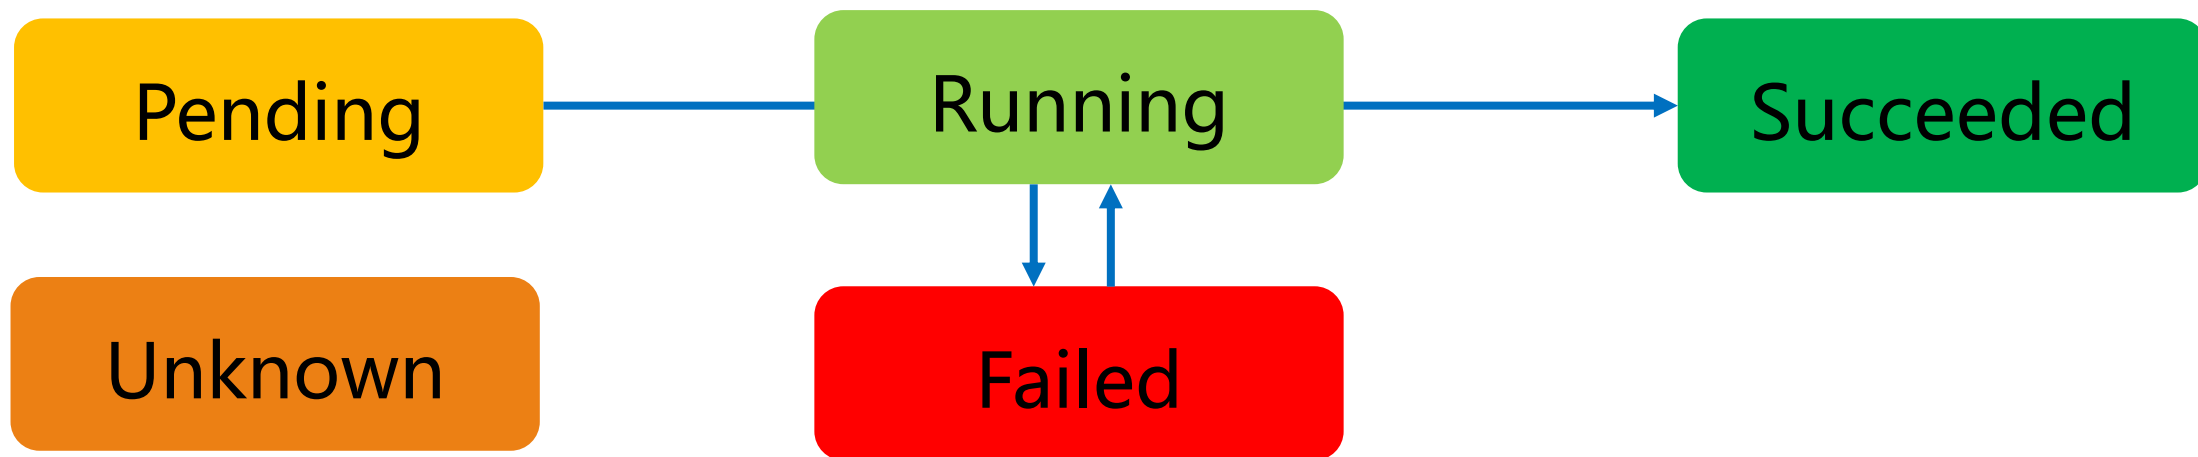 Pending
Running
Succeeded
Unknown
Failed